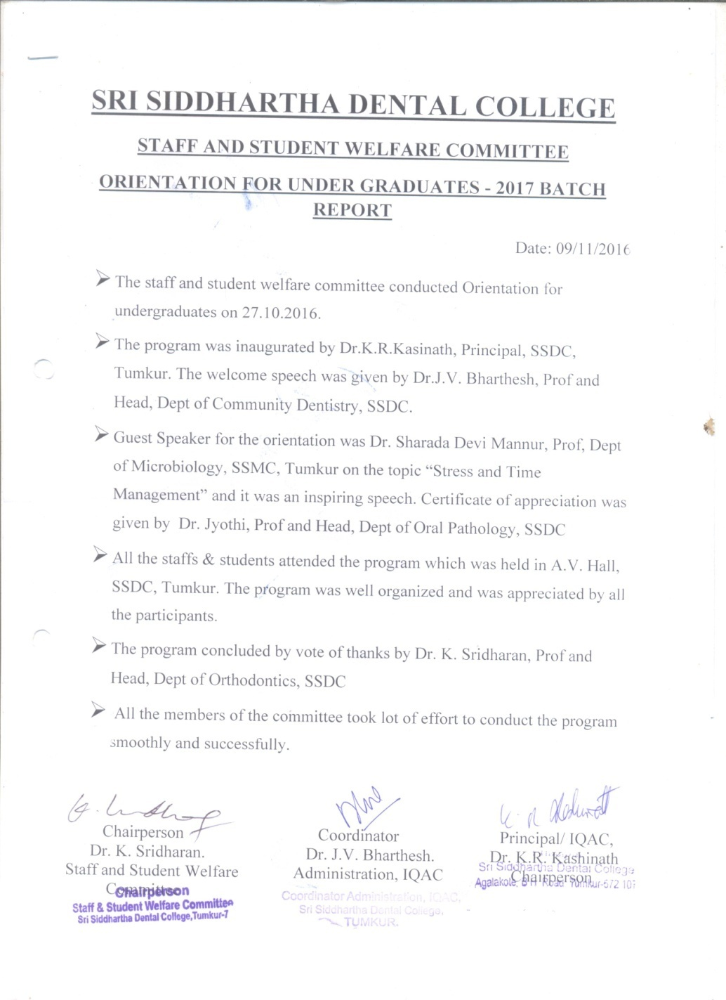 SRI SIDDHARTHA DENTAL COLLEGE
STAFF AND STUDENT WELFARE COMMITTEE
ORIENTATION FOR UNDER GRADUATES - 2017 BATCH
REPORT
Date: 09/11/2016
➢ The staff and student welfare committee conducted Orientation for
undergraduates on 27.10.2016.
➢ The program was inaugurated by Dr.K.R.Kasinath, Principal, SSDC,
Tumkur. The welcome speech was given by Dr.J.V. Bharthesh, Prof and
Head, Dept of Community Dentistry, SSDC.
➢ Guest Speaker for the orientation was Dr. Sharada Devi Mannur, Prof, Dept
of Microbiology, SSMC, Tumkur on the topic “Stress and Time
Management” and it was an inspiring speech. Certificate of appreciation was
given by Dr. Jyothi, Prof and Head, Dept of Oral Pathology, SSDC
➢ All the staffs & students attended the program which was held in A.V. Hall,
SSDC, Tumkur. The program was well organized and was appreciated by all
the participants.
➢ The program concluded by vote of thanks by Dr. K. Sridharan, Prof and
Head, Dept of Orthodontics, SSDC
➢ All the members of the committee took lot of effort to conduct the program
smoothly and successfully.
Chairperson
Dr. K. Sridharan.
Staff and Student Welfare
Committee
Chairperson
Staff & Student Welfare Committee
Sri Siddhartha Dental College,Tumkur-7
Coordinator
Dr. J.V. Bharthesh.
Administration, IQAC
Coordinator Administration, IQAC,
Sri Siddhartha Dental College,
TUMKUR.
K. R.
Principal/ IQAC,
Dr. K.R. Kashinath
Chairperson
Sri Siddhartha Dental College
Agalakote, B H Road Tumkur-572 107